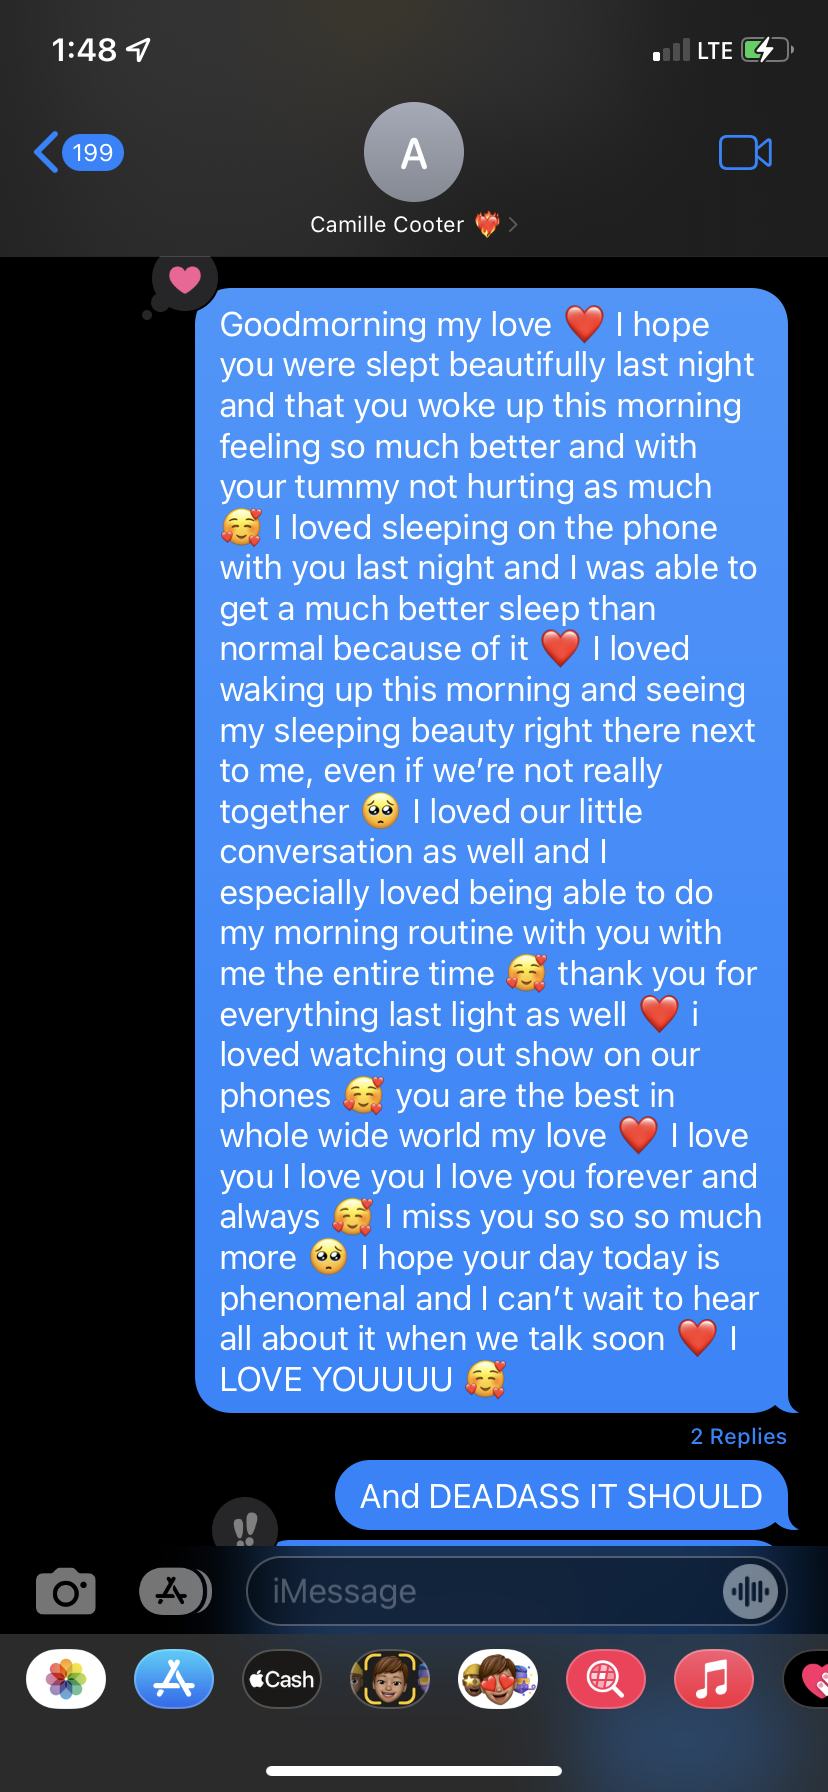 1:48
LTE
199
A
Camille Cooter ❤️‍🔥
Goodmorning my love ❤️ I hope
you were slept beautifully last night
and that you woke up this morning
feeling so much better and with
your tummy not hurting as much
🥰 I loved sleeping on the phone
with you last night and I was able to
get a much better sleep than
normal because of it ❤️ I loved
waking up this morning and seeing
my sleeping beauty right there next
to me, even if we’re not really
together 🥺 I loved our little
conversation as well and I
especially loved being able to do
my morning routine with you with
me the entire time 🥰 thank you for
everything last light as well ❤️ i
loved watching out show on our
phones 🥰 you are the best in
whole wide world my love ❤️ I love
you I love you I love you forever and
always 🥰 I miss you so so so much
more 🥺 I hope your day today is
phenomenal and I can’t wait to hear
all about it when we talk soon ❤️ I
LOVE YOUUUU 🥰
2 Replies
And DEADASS IT SHOULD
iMessage
Cash